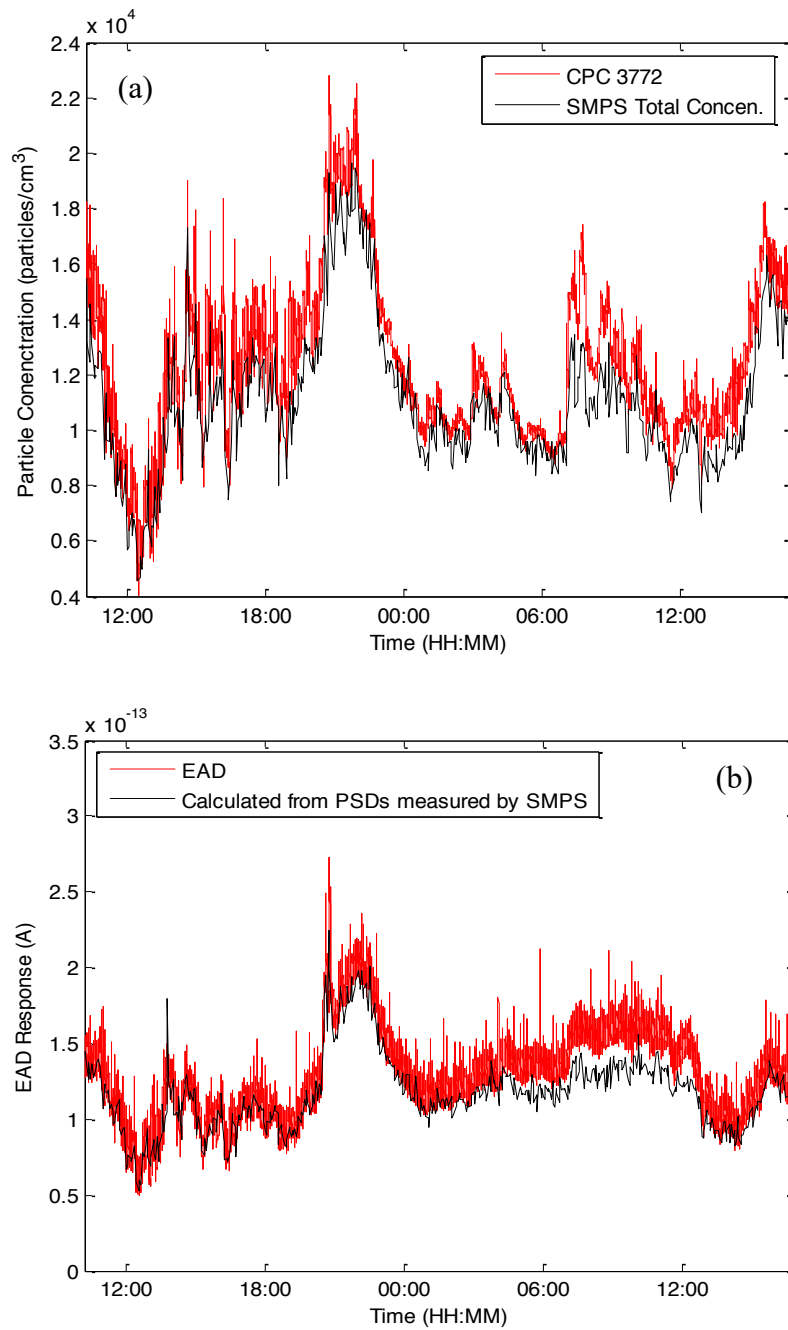 x 10^4
2.4
2.2
2
1.8
1.6
1.4
1.2
1
0.8
0.6
0.4
Particle Conenctration (particles/cm^3)
(a)
CPC 3772
SMPS Total Concen.
12:00 18:00 00:00 06:00 12:00
Time (HH:MM)
x 10^-13
3.5
3
2.5
2
1.5
1
0.5
0
EAD Response (A)
EAD
Calculated from PSDs measured by SMPS
(b)
12:00 18:00 00:00 06:00 12:00
Time (HH:MM)